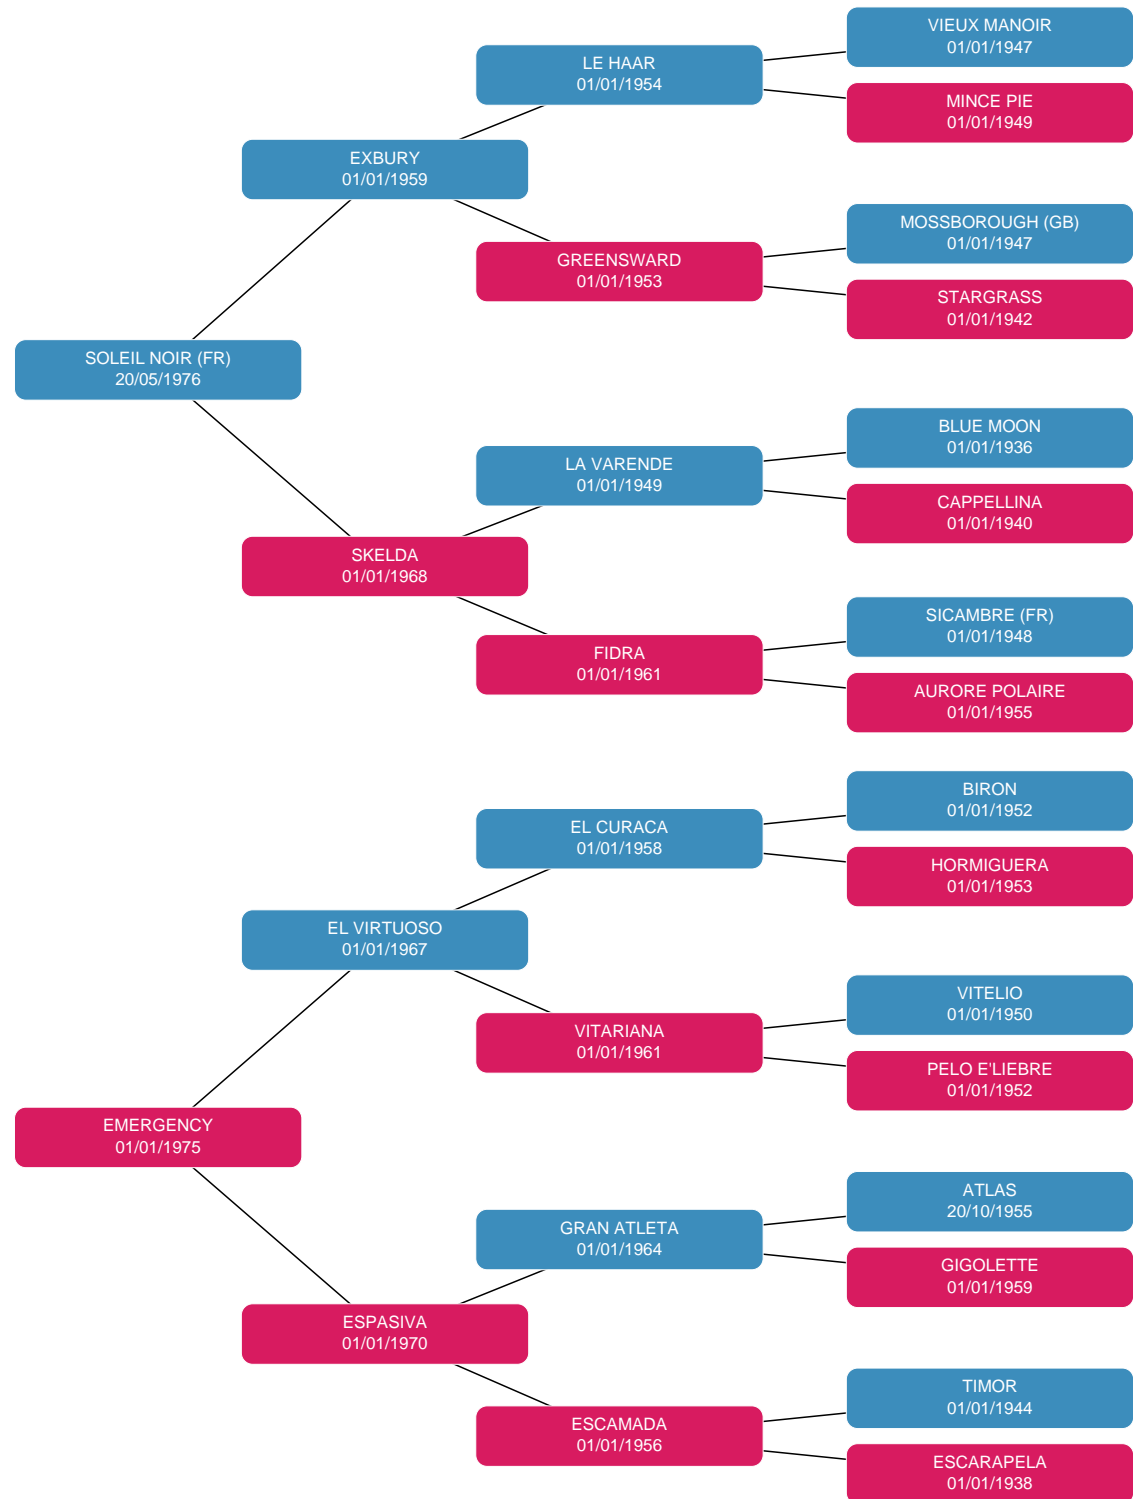 VIEUX MANOIR
01/01/1947
LE HAAR
01/01/1954
MINCE PIE
01/01/1949
EXBURY
01/01/1959
MOSSBOROUGH (GB)
01/01/1947
GREENSWARD
01/01/1953
STARGRASS
01/01/1942
SOLEIL NOIR (FR)
20/05/1976
BLUE MOON
01/01/1936
LA VARENDE
01/01/1949
CAPPELLINA
01/01/1940
SKELDA
01/01/1968
SICAMBRE (FR)
01/01/1948
FIDRA
01/01/1961
AURORE POLAIRE
01/01/1955
BIRON
01/01/1952
EL CURACA
01/01/1958
HORMIGUERA
01/01/1953
EL VIRTUOSO
01/01/1967
VITELIO
01/01/1950
VITARIANA
01/01/1961
PELO E'LIEBRE
01/01/1952
EMERGENCY
01/01/1975
ATLAS
20/10/1955
GRAN ATLETA
01/01/1964
GIGOLETTE
01/01/1959
ESPASIVA
01/01/1970
TIMOR
01/01/1944
ESCAMADA
01/01/1956
ESCARAPELA
01/01/1938